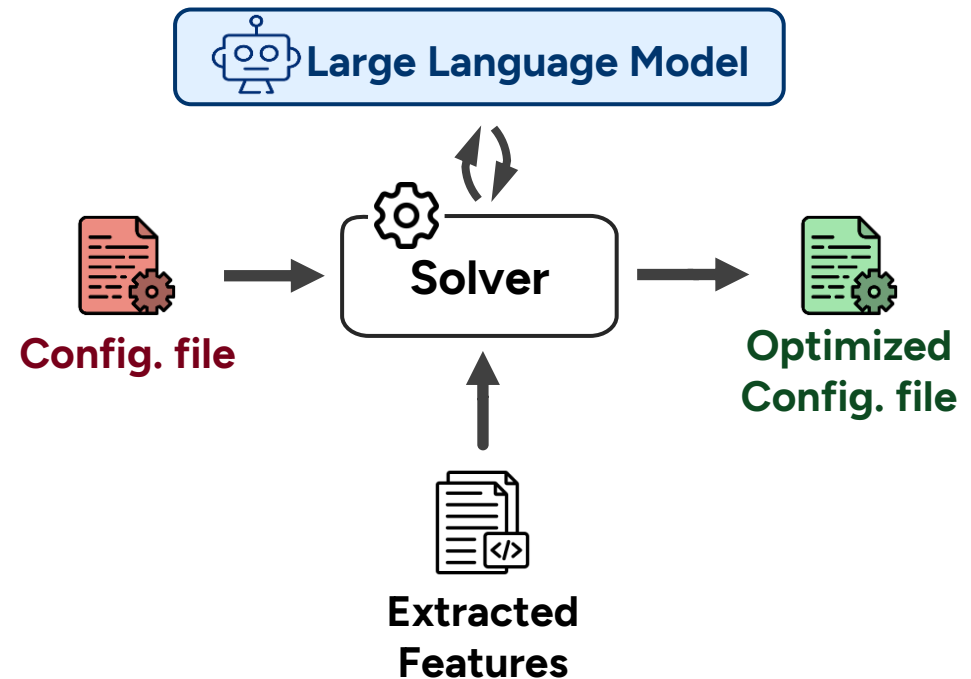 Large Language Model
Solver
Config. file
Optimized
Config. file
</>
Extracted
Features